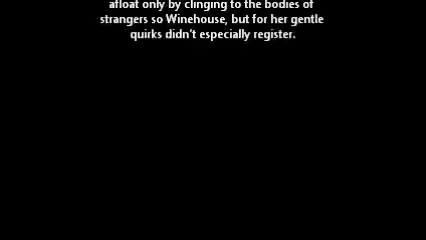 afloat only by clinging to the bodies of
strangers so Winehouse, but for her gentle
quirks didn't especially register.